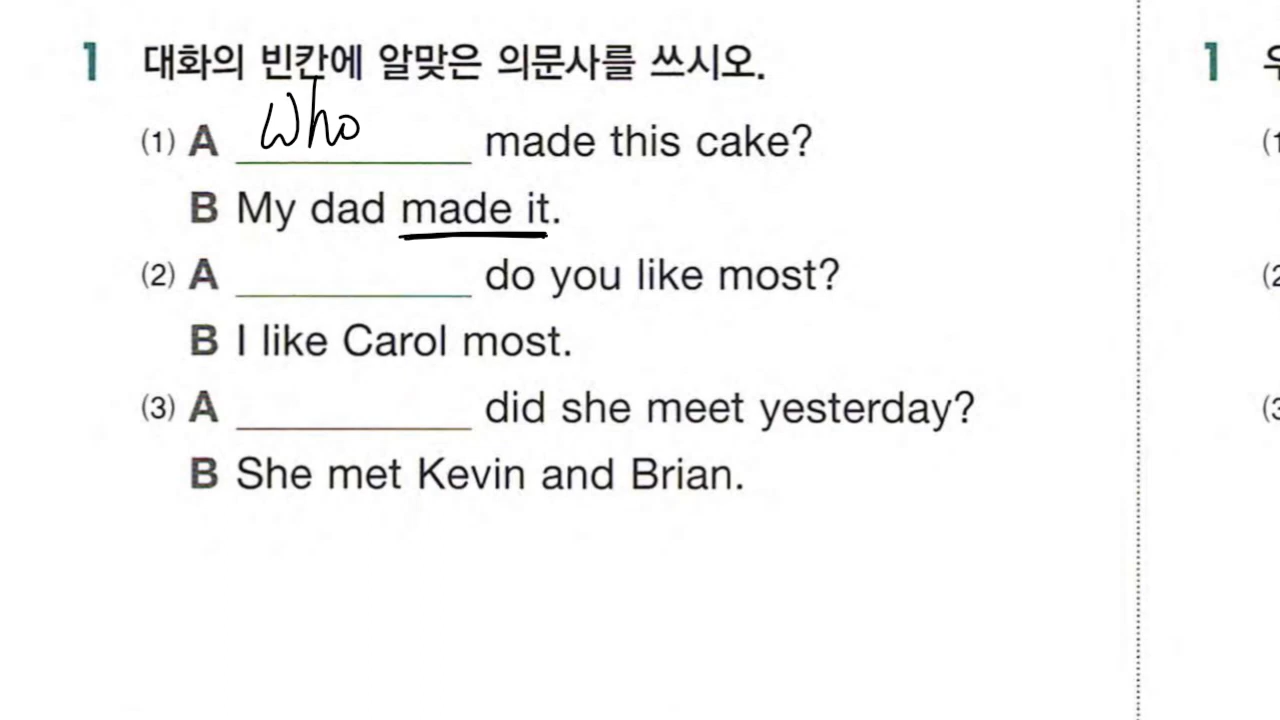 1 대화의 빈칸에 알맞은 의문사를 쓰시오. 1
(1) A Who made this cake?
B My dad made it.
(2) A ____________ do you like most?
B I like Carol most.
(3) A ____________ did she meet yesterday?
B She met Kevin and Brian.